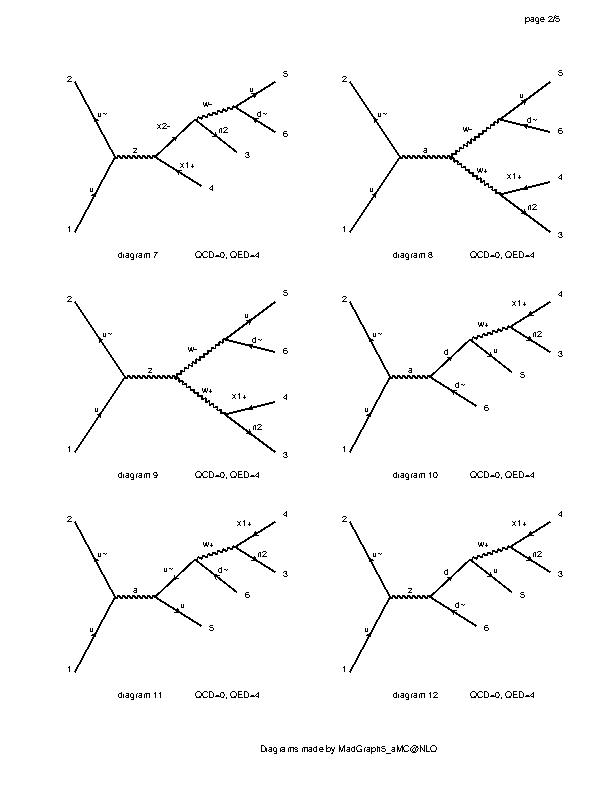 page 2/5
2
u~
1
u
z
x2-
x1+
4
w-
n2
3
u
5
d~
6
diagram 7 QCD=0, QED=4
2
u~
1
u
a
w-
u
5
d~
6
w+
x1+
4
n2
3
diagram 8 QCD=0, QED=4
2
u~
1
u
z
w-
u
5
d~
6
w+
x1+
4
n2
3
diagram 9 QCD=0, QED=4
2
u~
1
u
a
d
d~
6
w+
u
5
x1+
4
n2
3
diagram 10 QCD=0, QED=4
2
u~
1
u
a
u~
u
5
w+
d~
6
x1+
4
n2
3
diagram 11 QCD=0, QED=4
2
u~
1
u
z
d
d~
6
w+
u
5
x1+
4
n2
3
diagram 12 QCD=0, QED=4
Diagrams made by MadGraph5_aMC@NLO